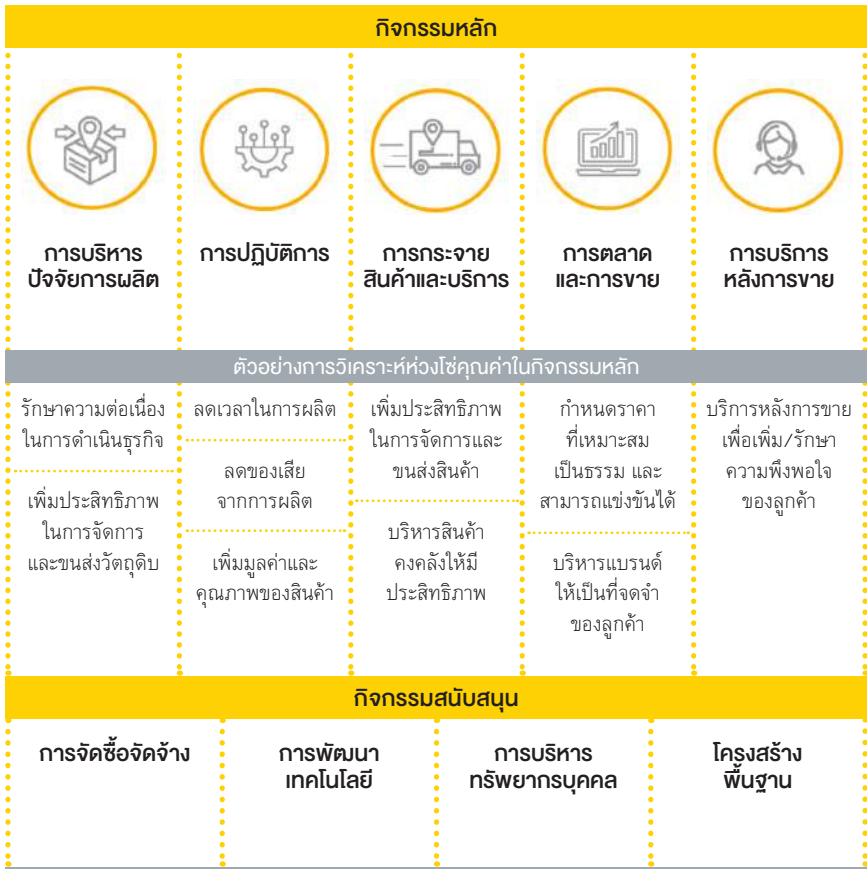 กิจกรรมหลัก
การบริหาร
ปัจจัยการผลิต
การปฏิบัติการ
การกระจาย
สินค้าและบริการ
การตลาด
และการขาย
การบริการ
หลังการขาย
ตัวอย่างการวิเคราะห์ห่วงโซ่คุณค่าในกิจกรรมหลัก
รักษาความต่อเนื่อง
ในการดำเนินธุรกิจ
เพิ่มประสิทธิภาพ
ในการจัดการ
และขนส่งวัตถุดิบ
ลดเวลาในการผลิต
ลดของเสีย
จากการผลิต
เพิ่มมูลค่าและ
คุณภาพของสินค้า
เพิ่มประสิทธิภาพ
ในการจัดการและ
ขนส่งสินค้า
บริหารสินค้า
คงคลังให้มี
ประสิทธิภาพ
กำหนดราคา
ที่เหมาะสม
เป็นธรรม และ
สามารถแข่งขันได้
บริหารแบรนด์
ให้เป็นที่จดจำ
ของลูกค้า
บริการหลังการขาย
เพื่อเพิ่ม/รักษา
ความพึงพอใจ
ของลูกค้า
กิจกรรมสนับสนุน
การจัดซื้อจัดจ้าง
การพัฒนา
เทคโนโลยี
การบริหาร
ทรัพยากรบุคคล
โครงสร้าง
พื้นฐาน